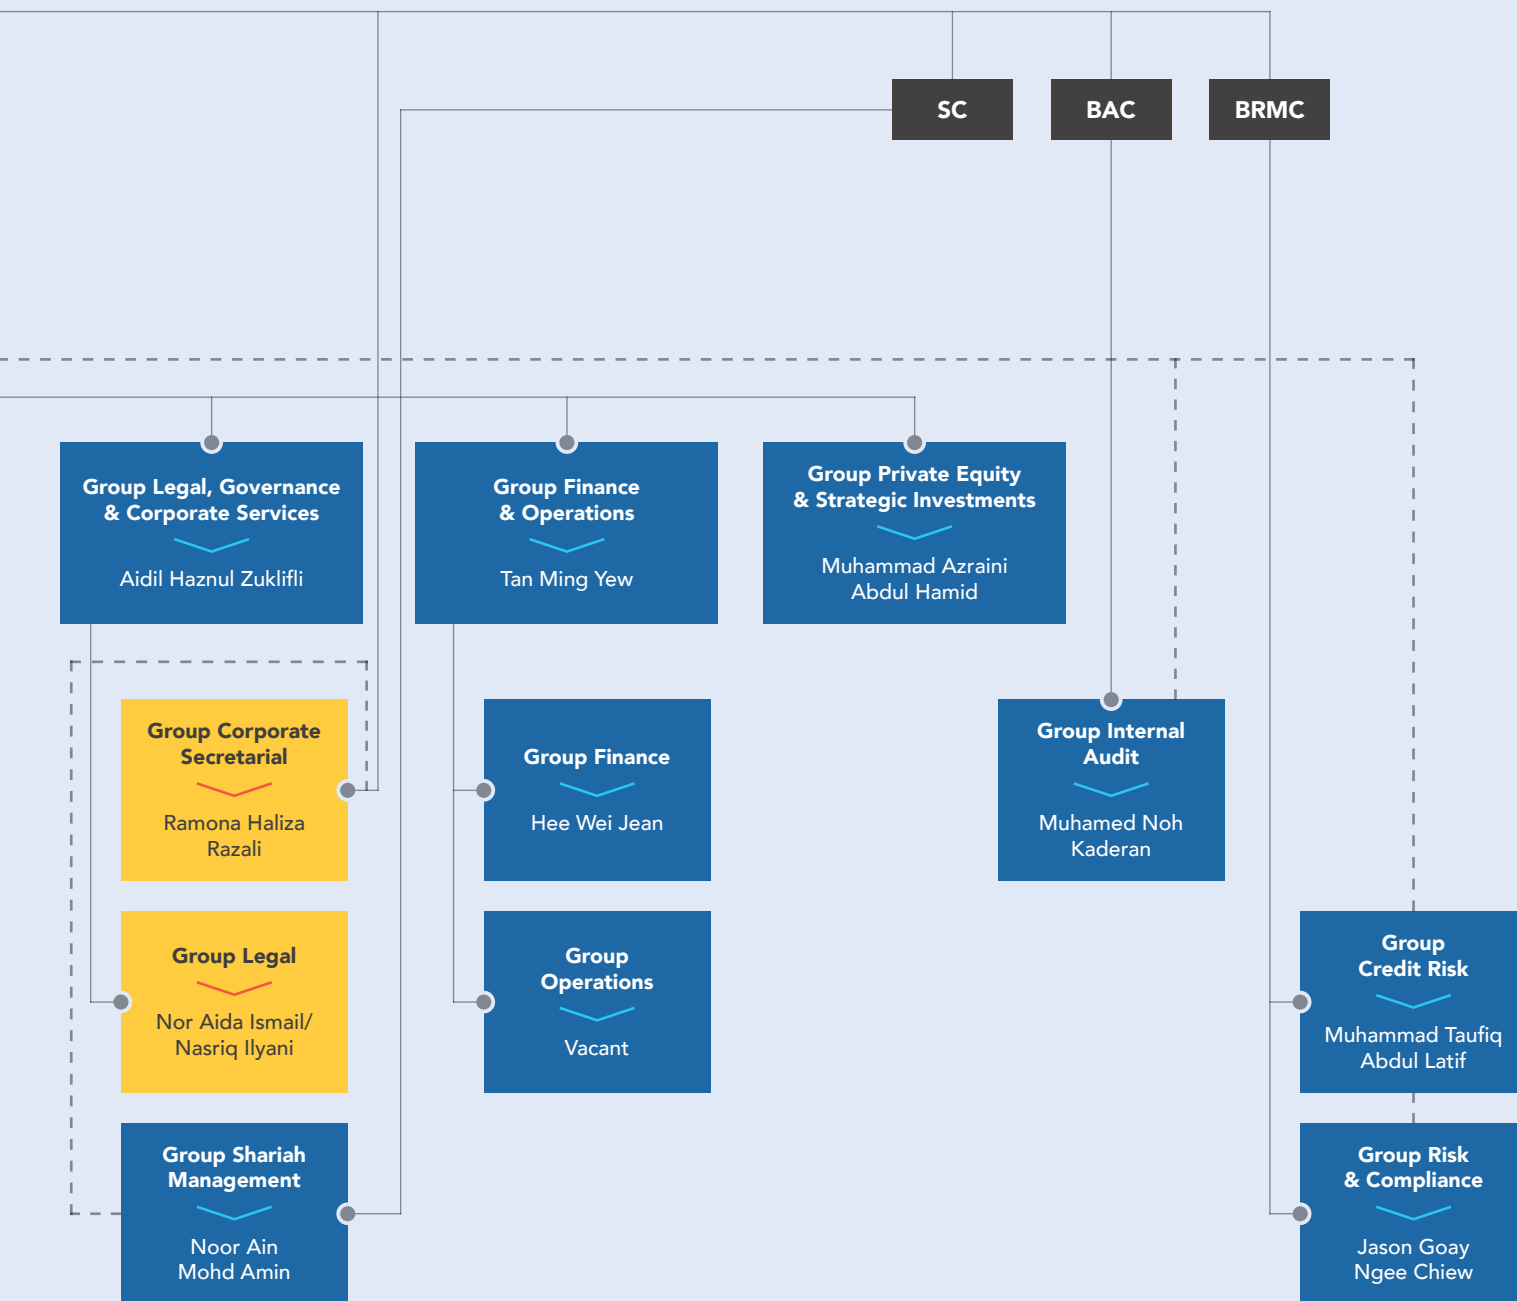 SC
BAC
BRMC
Group Legal, Governance
& Corporate Services
Aidil Haznul Zuklifli
Group Finance
& Operations
Tan Ming Yew
Group Private Equity
& Strategic Investments
Muhammad Azraini
Abdul Hamid
Group Corporate
Secretarial
Ramona Haliza
Razali
Group Finance
Hee Wei Jean
Group Internal
Audit
Muhamed Noh
Kaderan
Group Legal
Nor Aida Ismail/
Nasriq Ilyani
Group
Operations
Vacant
Group
Credit Risk
Muhammad Taufiq
Abdul Latif
Group Shariah
Management
Noor Ain
Mohd Amin
Group Risk
& Compliance
Jason Goay
Ngee Chiew